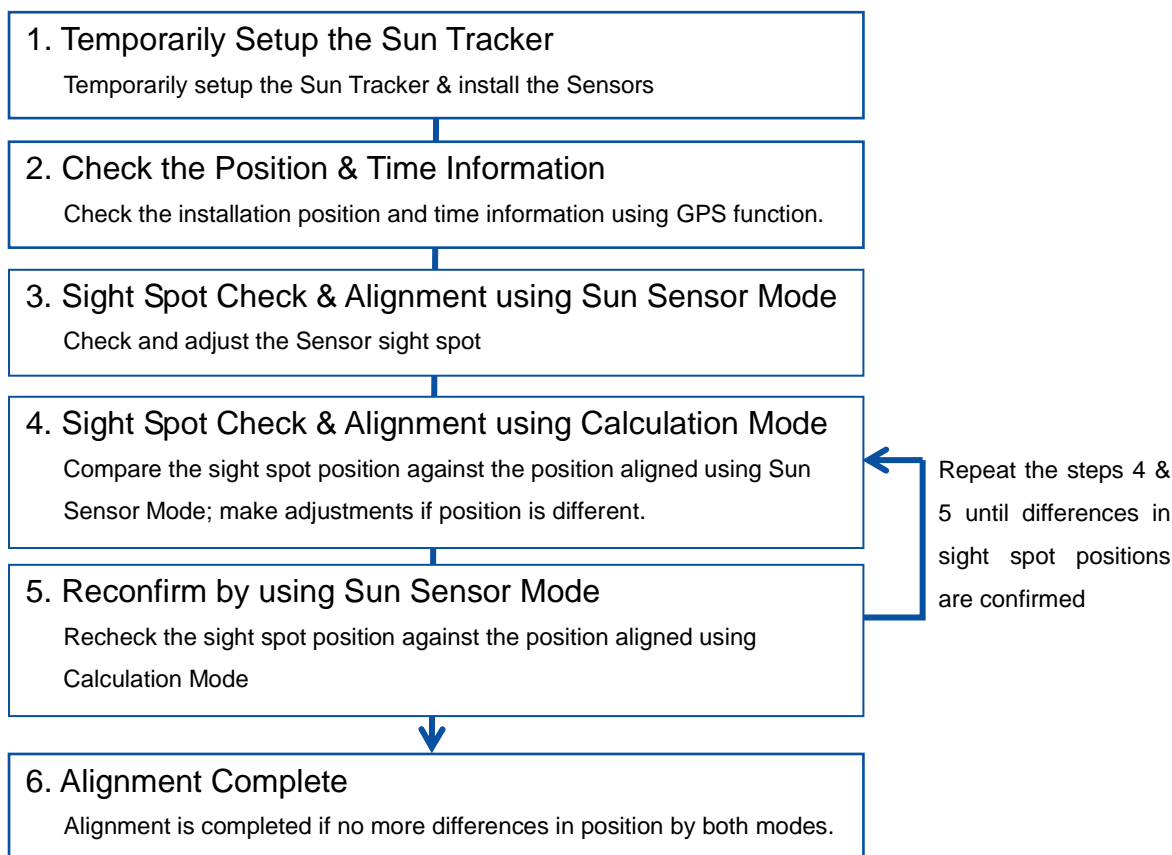 1. Temporarily Setup the Sun Tracker
Temporarily setup the Sun Tracker & install the Sensors
2. Check the Position & Time Information
Check the installation position and time information using GPS function.
3. Sight Spot Check & Alignment using Sun Sensor Mode
Check and adjust the Sensor sight spot
4. Sight Spot Check & Alignment using Calculation Mode
Compare the sight spot position against the position aligned using Sun
Sensor Mode; make adjustments if position is different.
Repeat the steps 4 &
5 until differences in
sight spot positions
are confirmed
5. Reconfirm by using Sun Sensor Mode
Recheck the sight spot position against the position aligned using
Calculation Mode
6. Alignment Complete
Alignment is completed if no more differences in position by both modes.